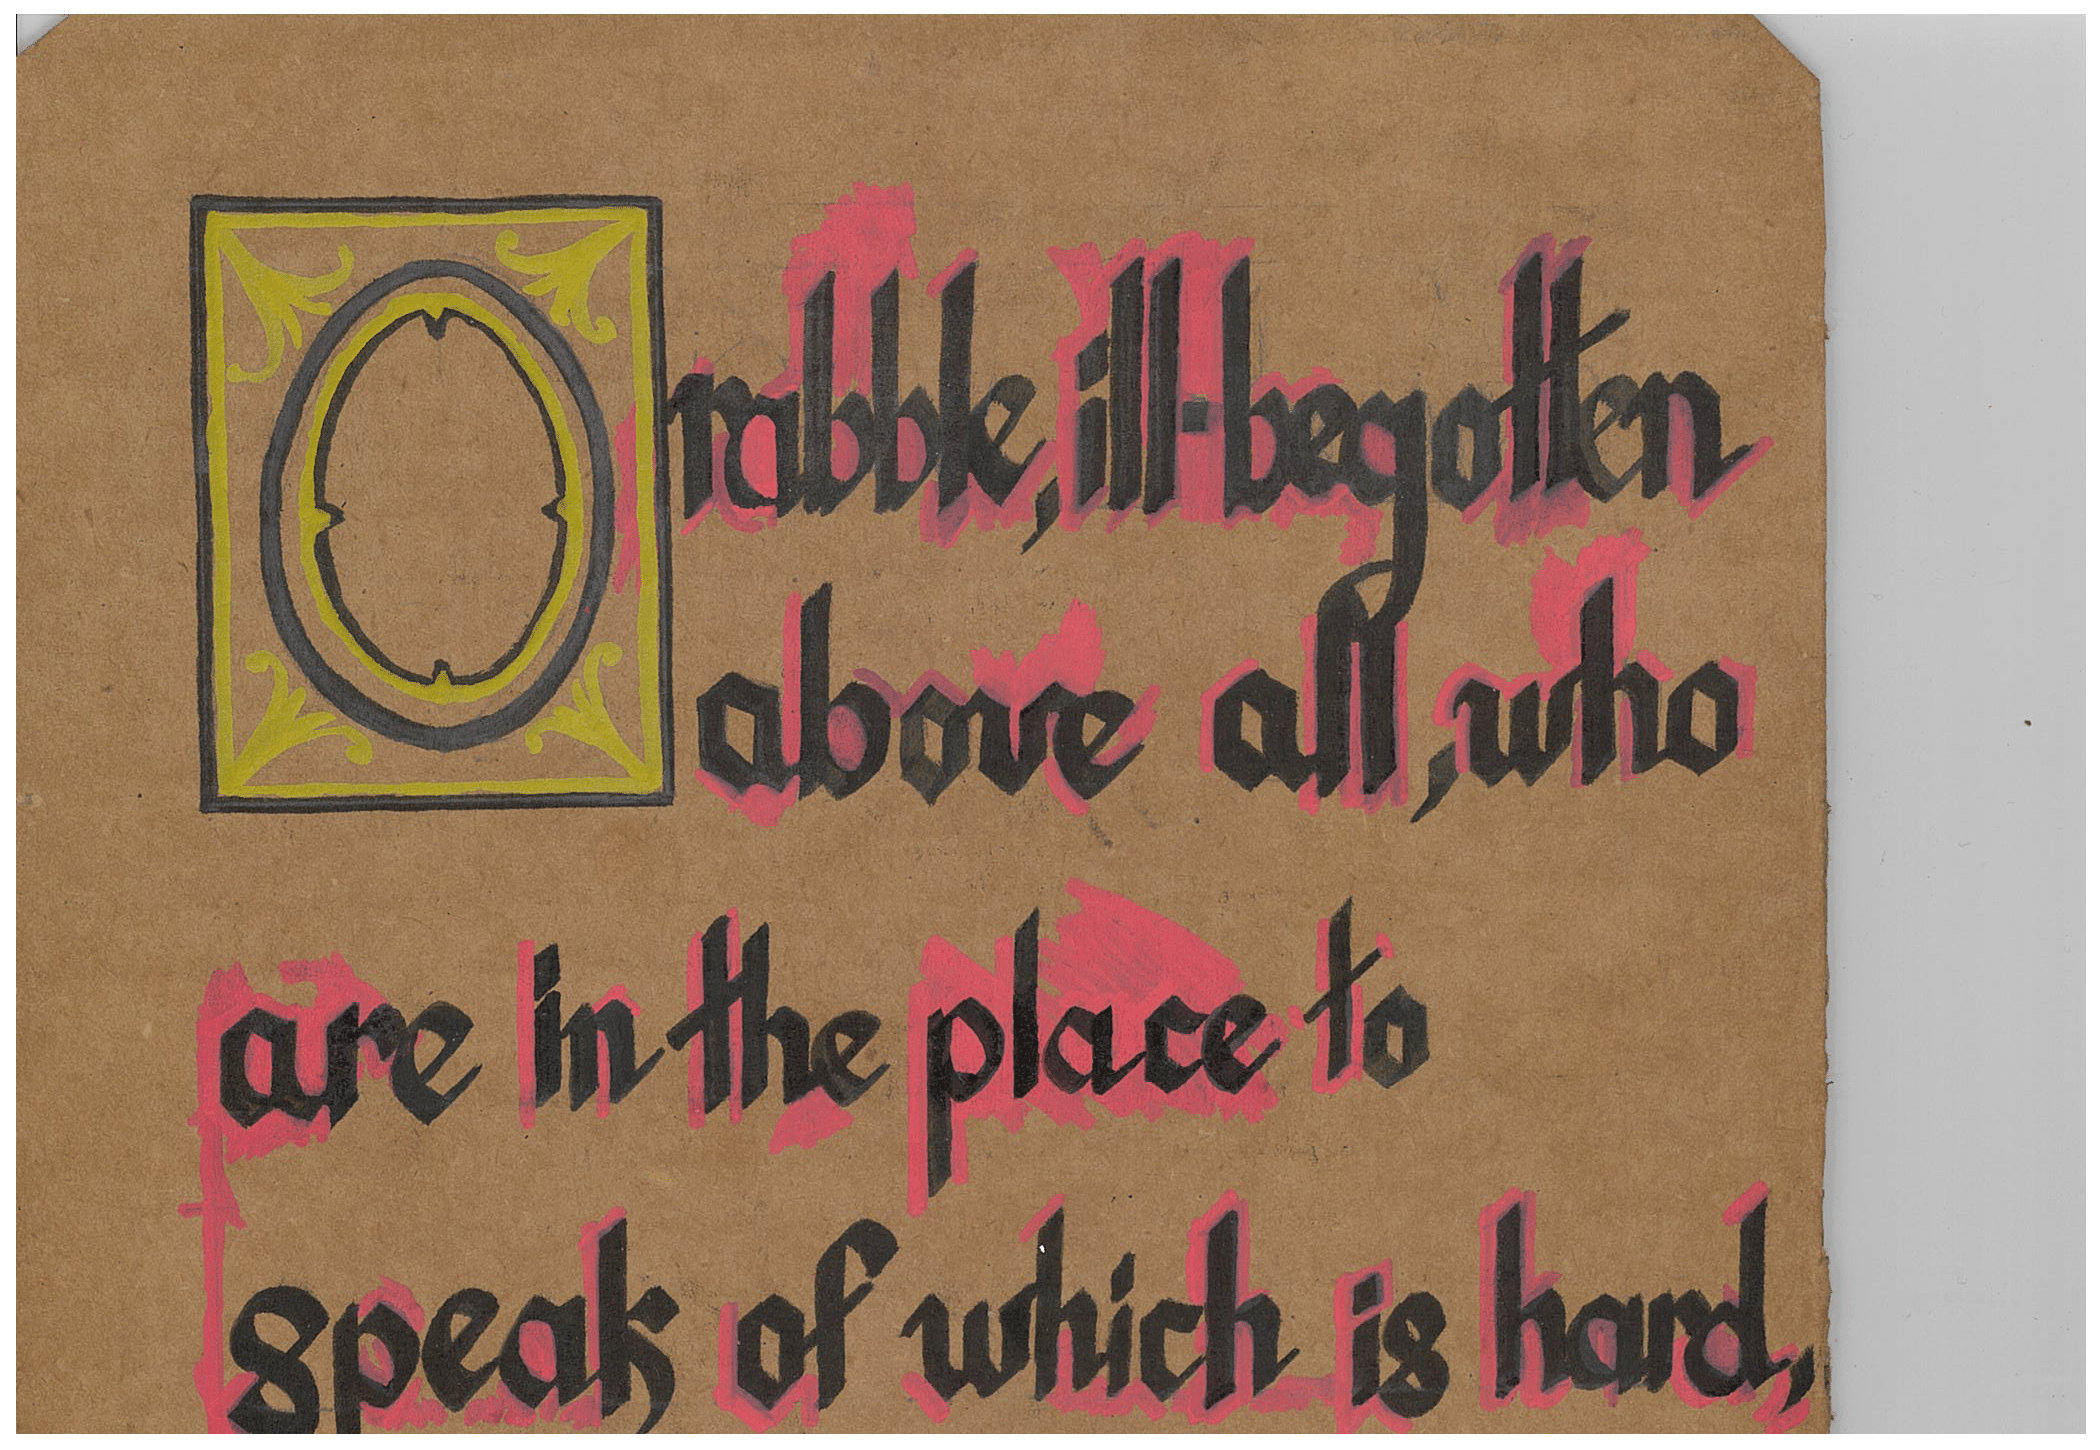 O rabble, ill-begotten
above all, who
are in the place to
speak of which is hard,